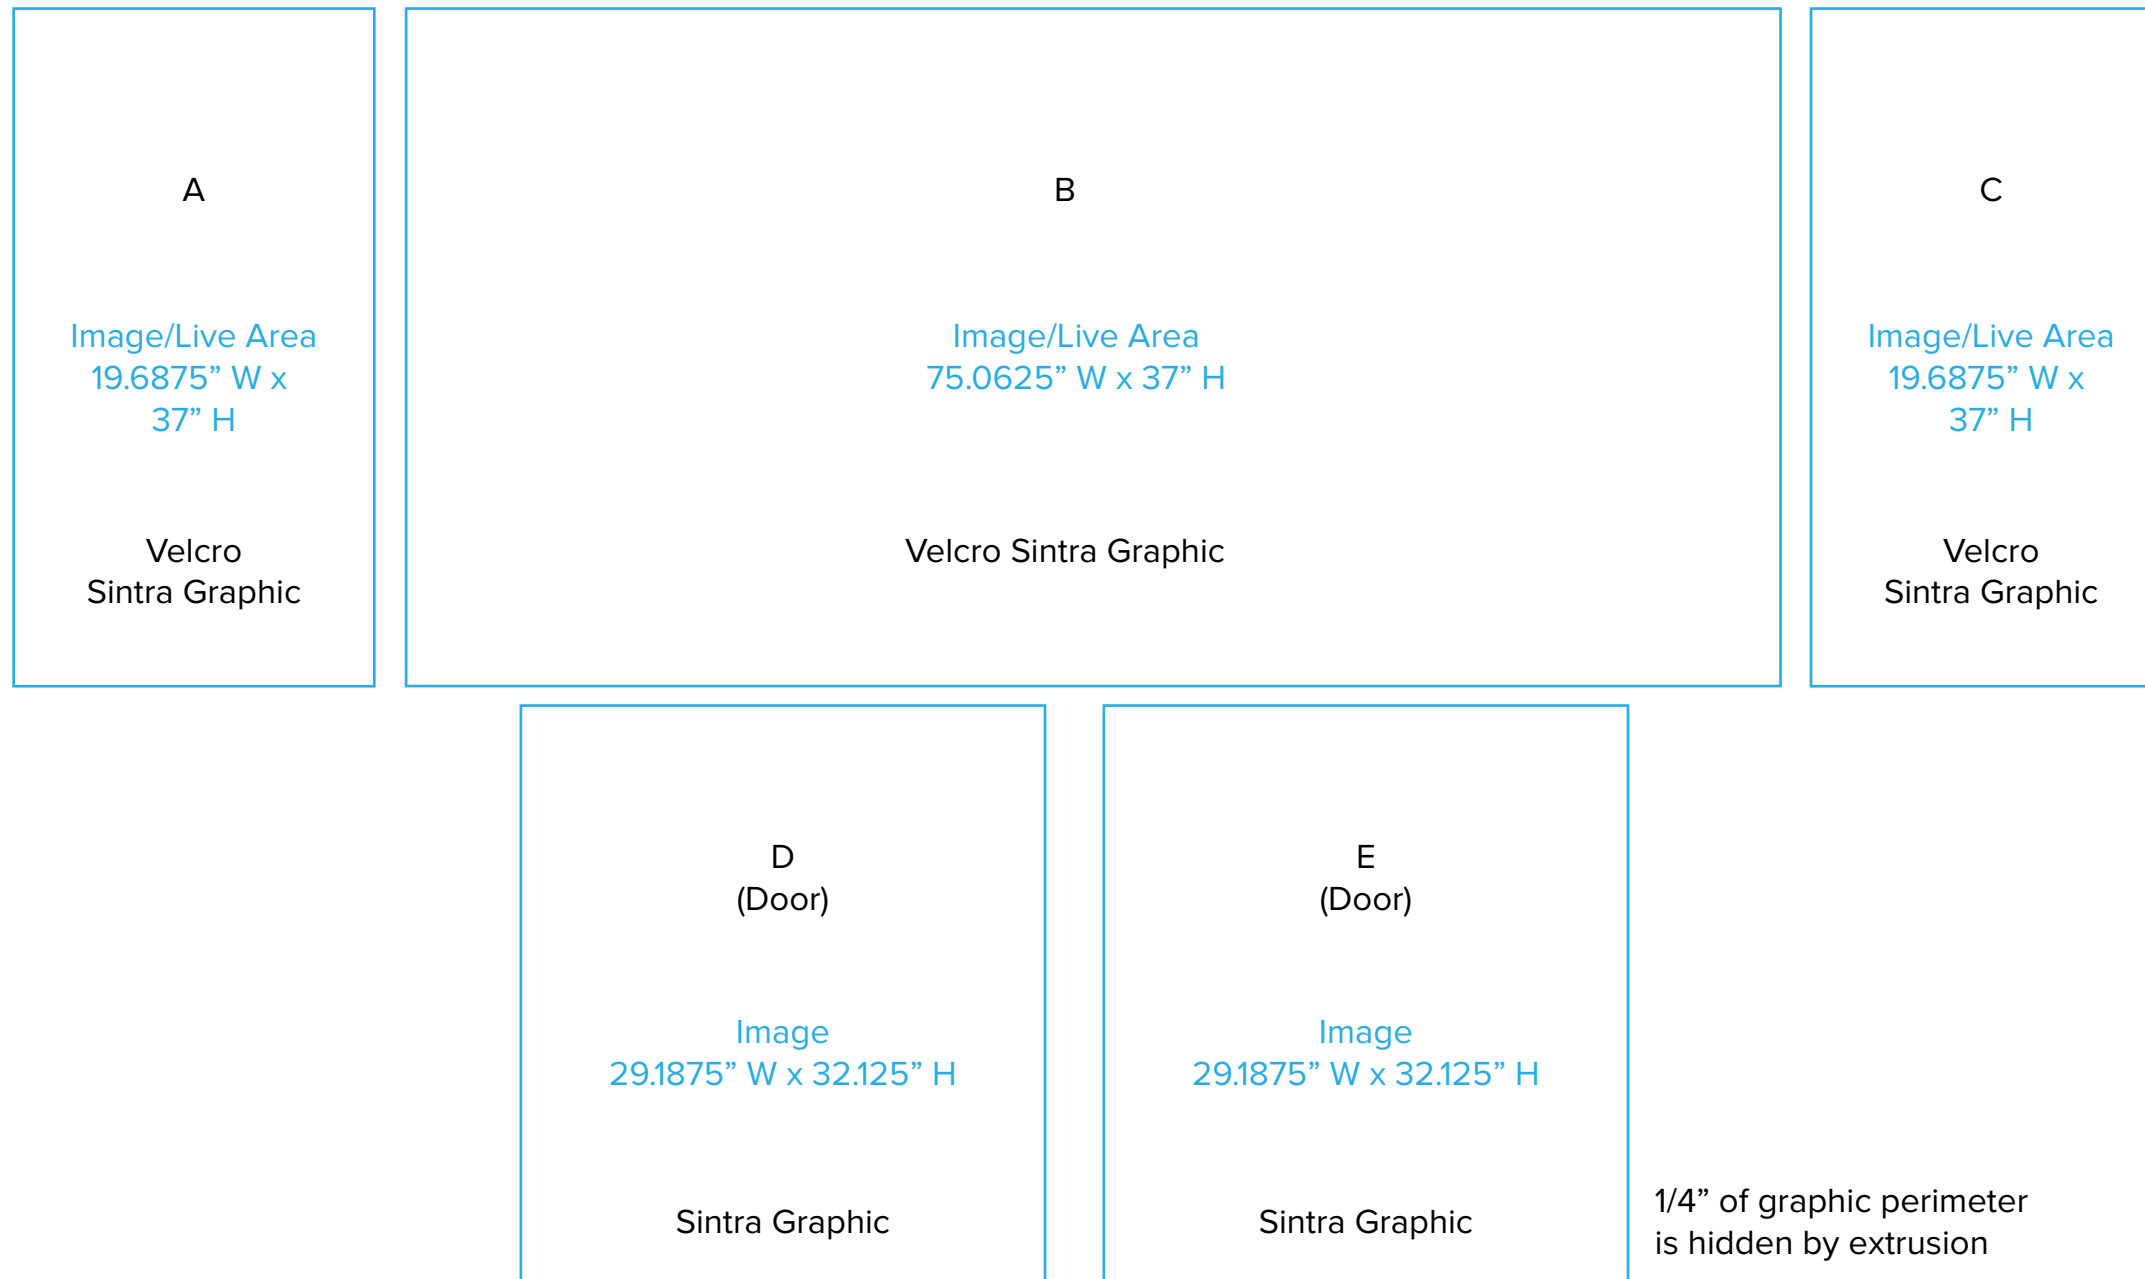 A
Image/Live Area
19.6875” W x
37” H
Velcro
Sintra Graphic
B
Image/Live Area
75.0625” W x 37” H
Velcro Sintra Graphic
C
Image/Live Area
19.6875” W x
37” H
Velcro
Sintra Graphic
D
(Door)
Image
29.1875” W x 32.125” H
Sintra Graphic
E
(Door)
Image
29.1875” W x 32.125” H
Sintra Graphic
1/4” of graphic perimeter
is hidden by extrusion